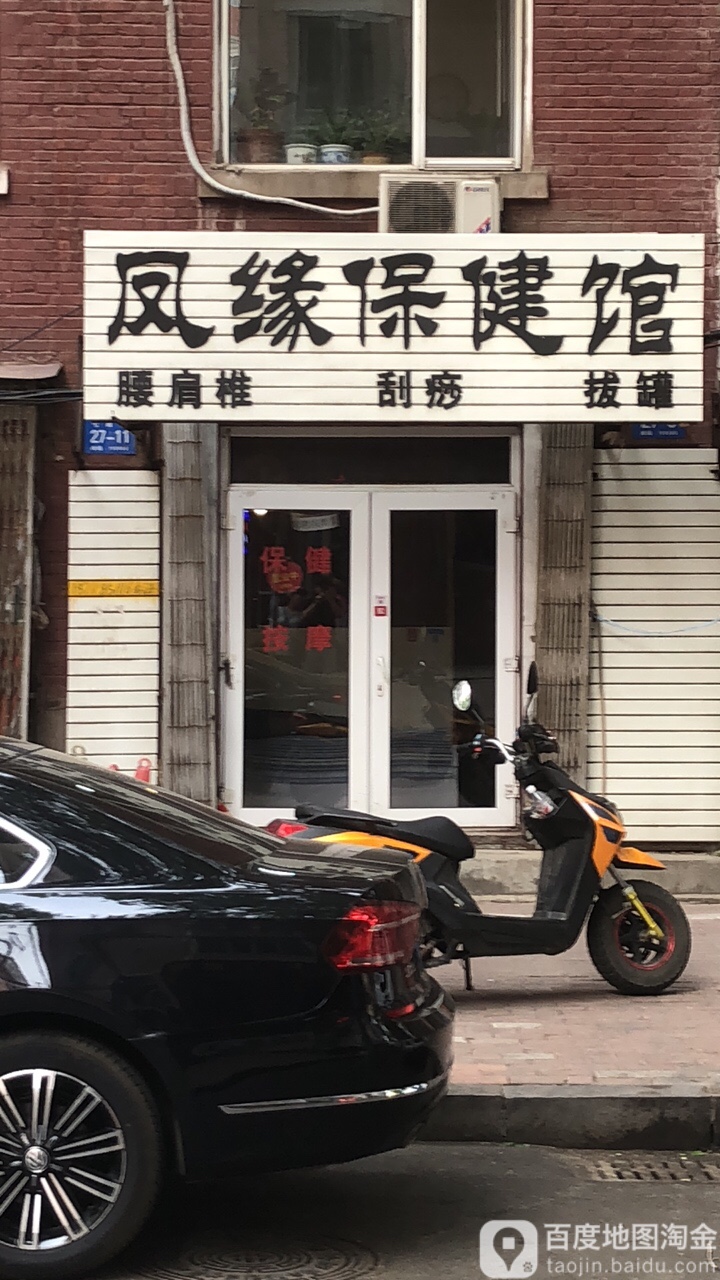 凤缘保健馆
腰肩椎 刮痧 拔罐
27-11
保健
按摩
百度地图淘金
taojin.baidu.com